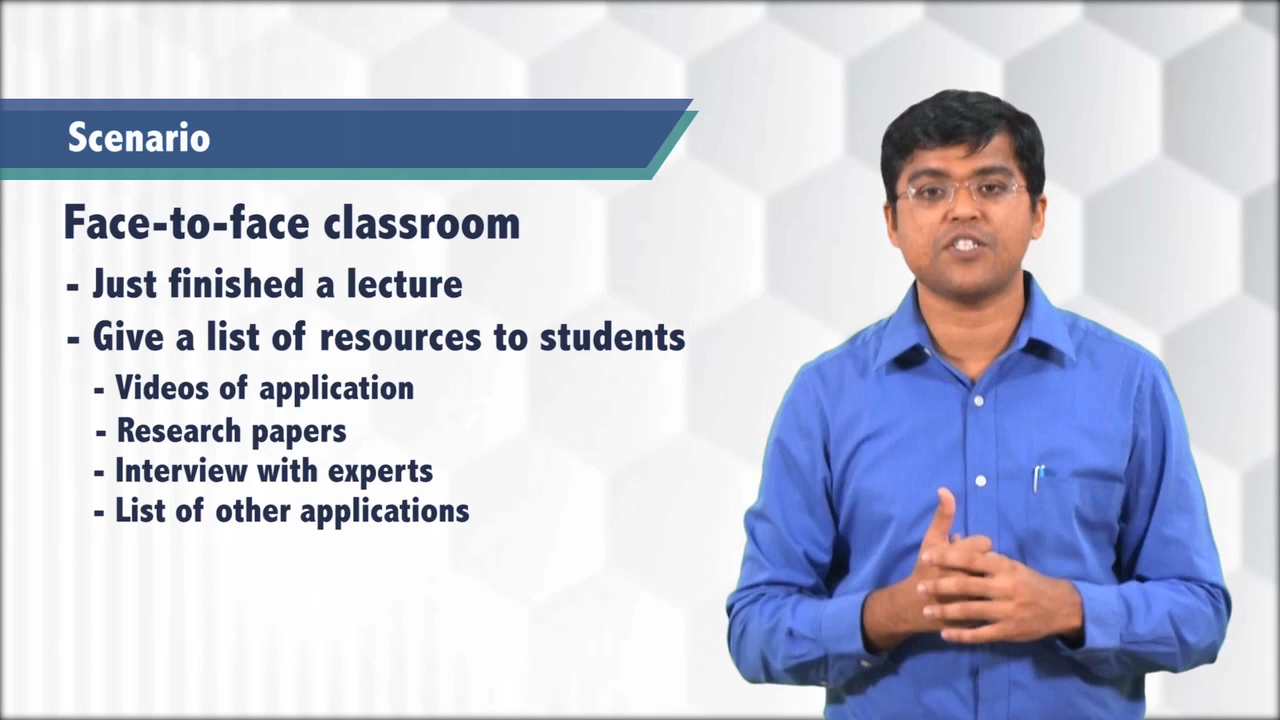 Scenario
Face-to-face classroom
- Just finished a lecture
- Give a list of resources to students
- Videos of application
- Research papers
- Interview with experts
- List of other applications